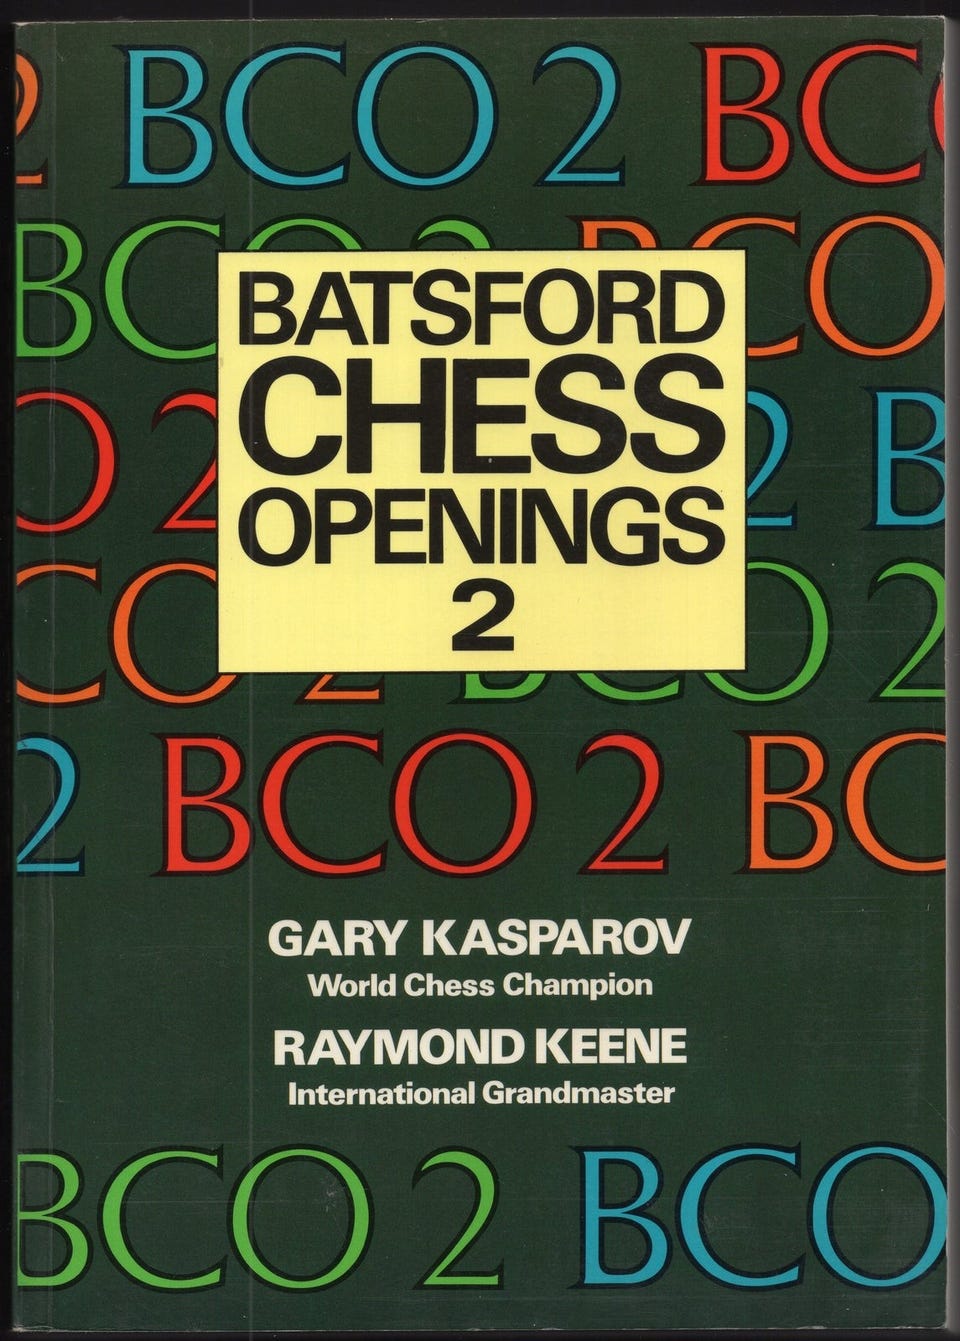 2 BCO 2 BCO
BCO 2 BCO
BATSFORD
CHESS
OPENINGS
2
O 2 2 B
CO 2 BCO 2
2 BCO 2 BC
GARY KASPAROV
World Chess Champion
RAYMOND KEENE
International Grandmaster
BCO 2 BCO